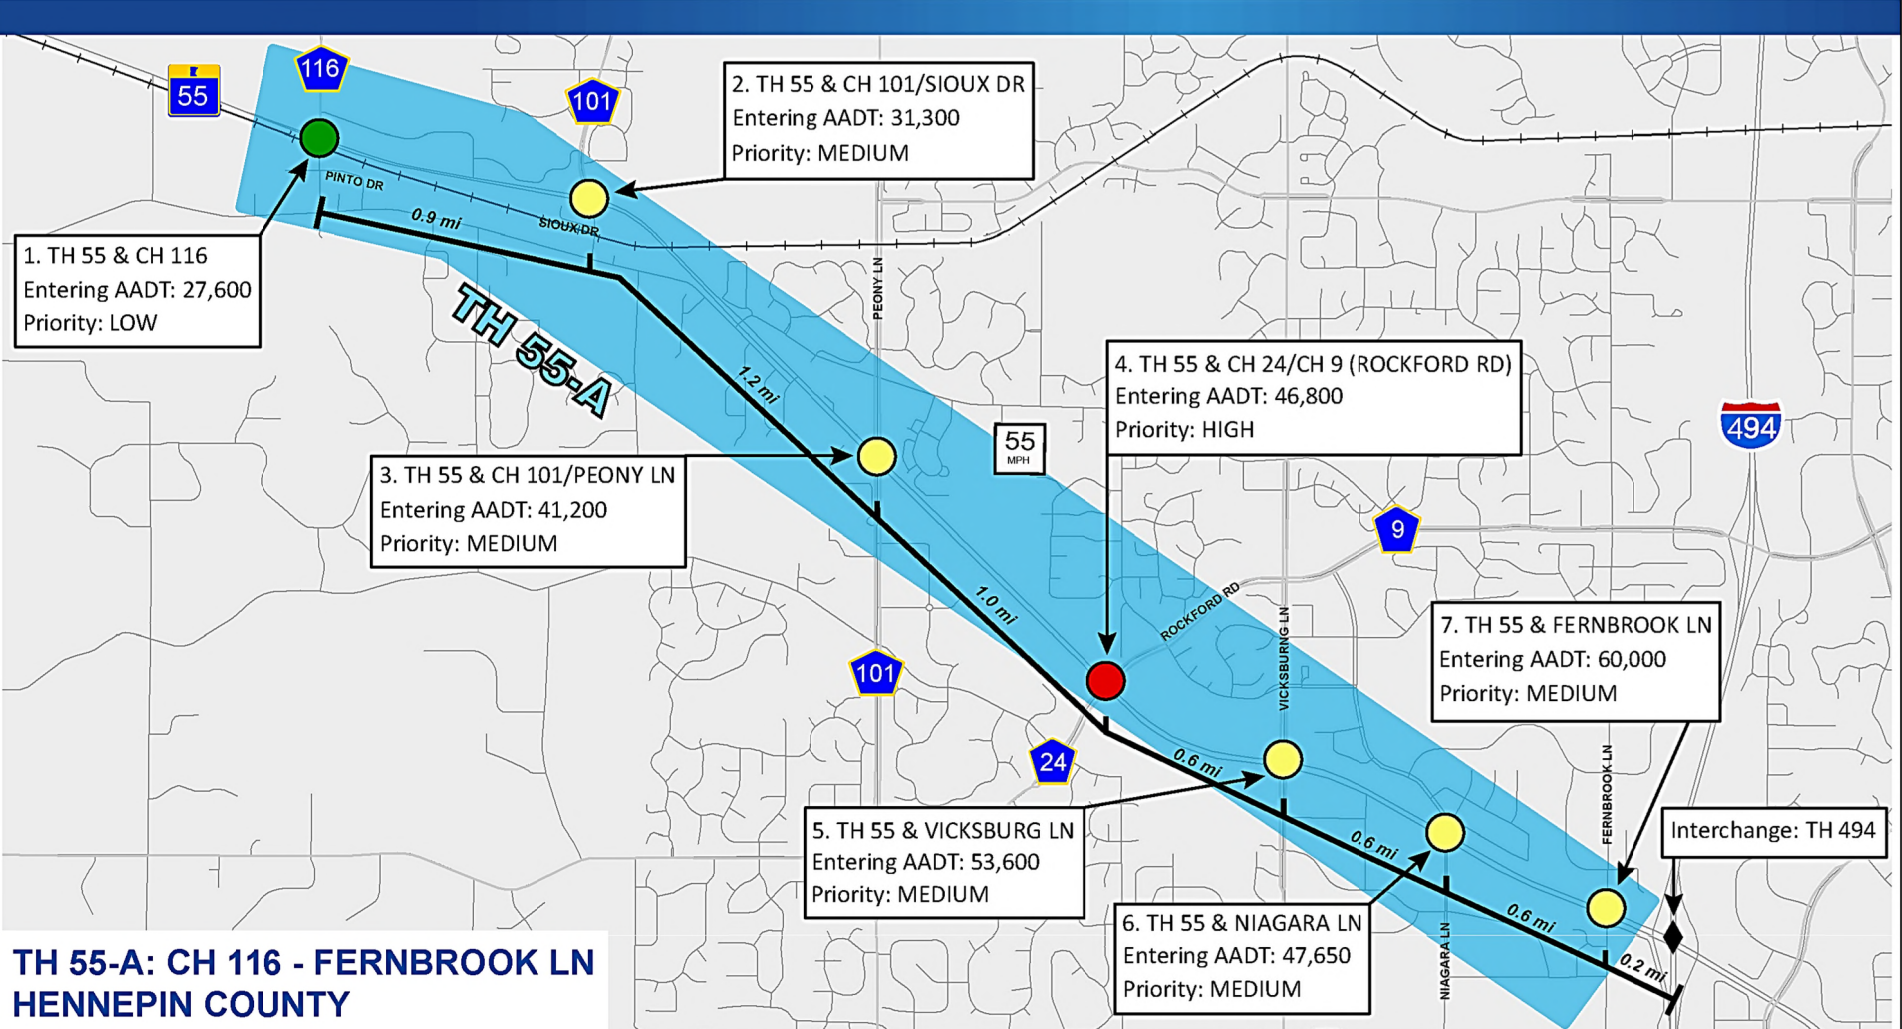 116
55
101
2. TH 55 & CH 101/SIOUX DR
Entering AADT: 31,300
Priority: MEDIUM
PINTO DR
0.9 mi
SIOUX DR
1. TH 55 & CH 116
Entering AADT: 27,600
Priority: LOW
PEONY LN
TH 55-A
1.2 mi
4. TH 55 & CH 24/CH 9 (ROCKFORD RD)
Entering AADT: 46,800
Priority: HIGH
55
MPH
494
3. TH 55 & CH 101/PEONY LN
Entering AADT: 41,200
Priority: MEDIUM
9
1.0 mi
ROCKFORD RD
VICKSBURNG LN
7. TH 55 & FERNBROOK LN
Entering AADT: 60,000
Priority: MEDIUM
101
24
0.6 mi
FERNBROOK LN
5. TH 55 & VICKSBURG LN
Entering AADT: 53,600
Priority: MEDIUM
0.6 mi
Interchange: TH 494
6. TH 55 & NIAGARA LN
Entering AADT: 47,650
Priority: MEDIUM
NIAGARA LN
0.6 mi
0.2 mi
TH 55-A: CH 116 - FERNBROOK LN
HENNEPIN COUNTY